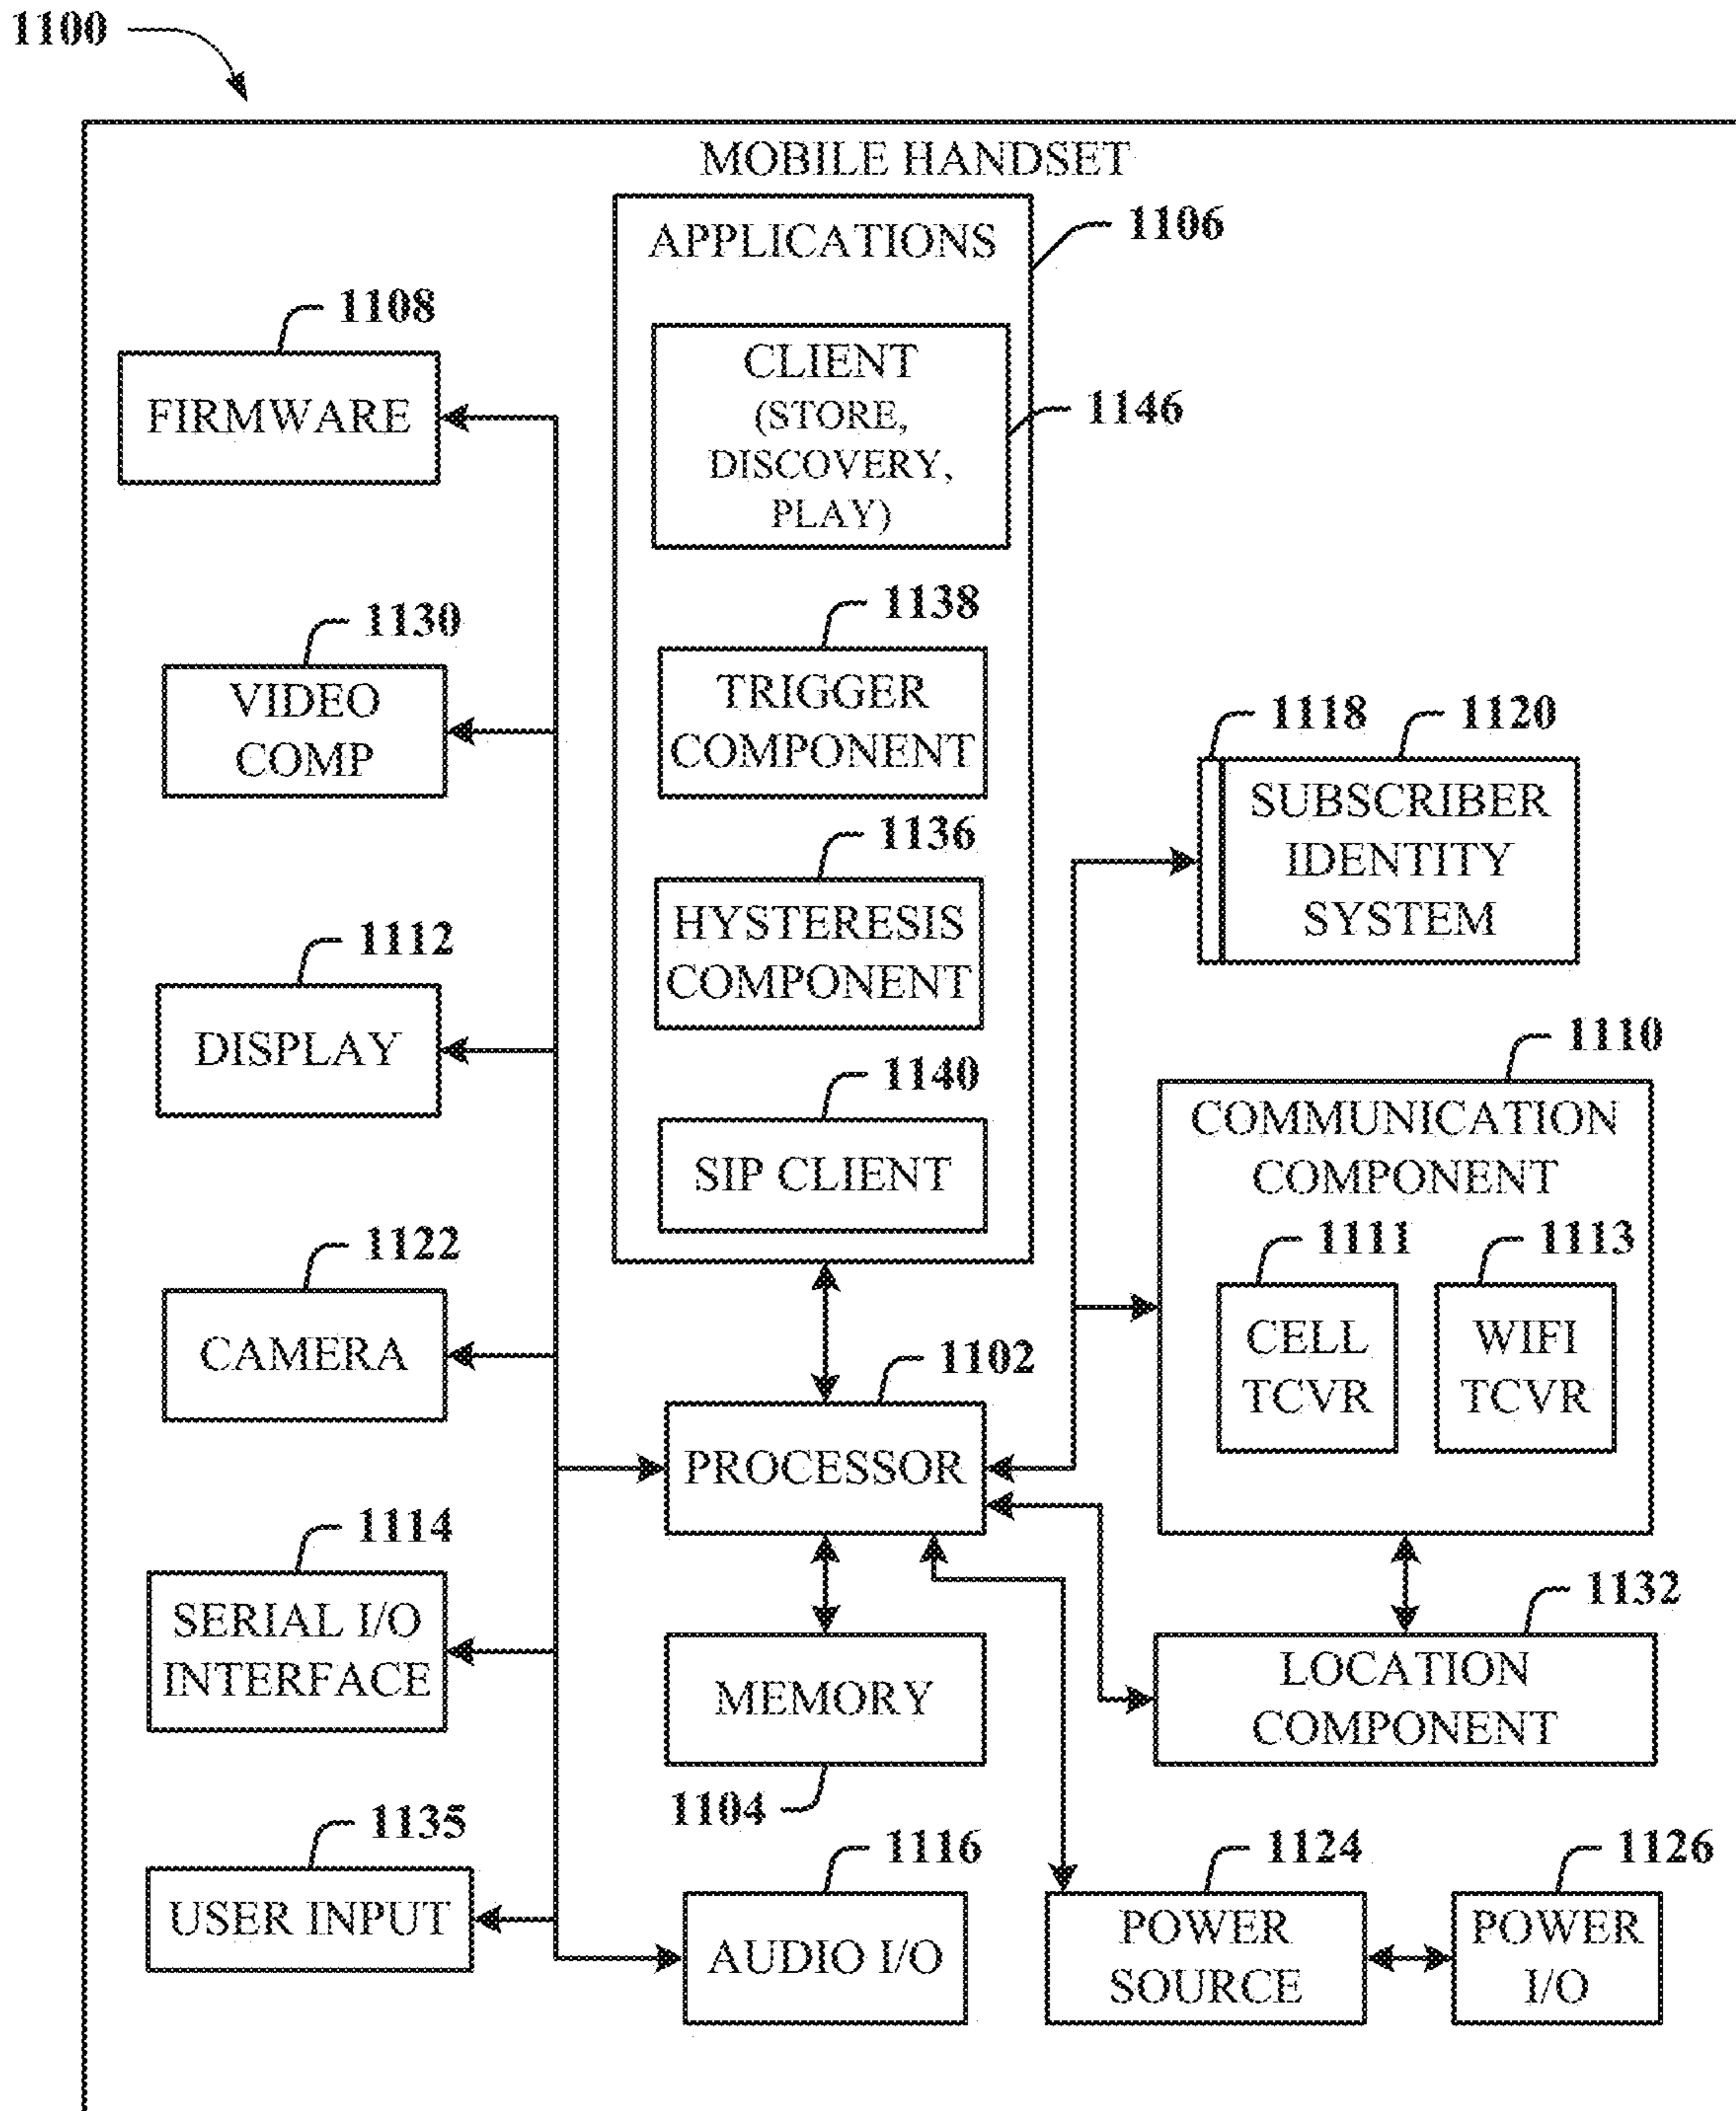 1100
MOBILE HANDSET
APPLICATIONS
1106
CLIENT
(STORE,
DISCOVERY,
PLAY)
1146
1138
TRIGGER
COMPONENT
1136
HYSTERESIS
COMPONENT
1140
SIP CLIENT
1108
FIRMWARE
1130
VIDEO
COMP
1112
DISPLAY
1122
CAMERA
1114
SERIAL I/O
INTERFACE
1135
USER INPUT
1102
PROCESSOR
MEMORY
1104
1116
AUDIO I/O
1118
1120
SUBSCRIBER
IDENTITY
SYSTEM
1110
COMMUNICATION
COMPONENT
1111
CELL
TCVR
1113
WIFI
TCVR
1132
LOCATION
COMPONENT
1124
POWER
SOURCE
1126
POWER
I/O